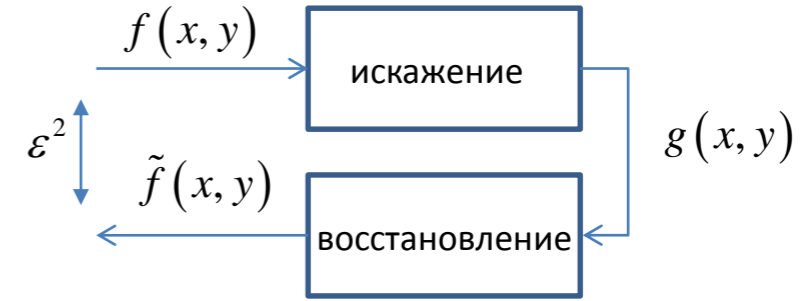 f(x, y)
искажение
g(x, y)
ε²
f̃(x, y)
восстановление